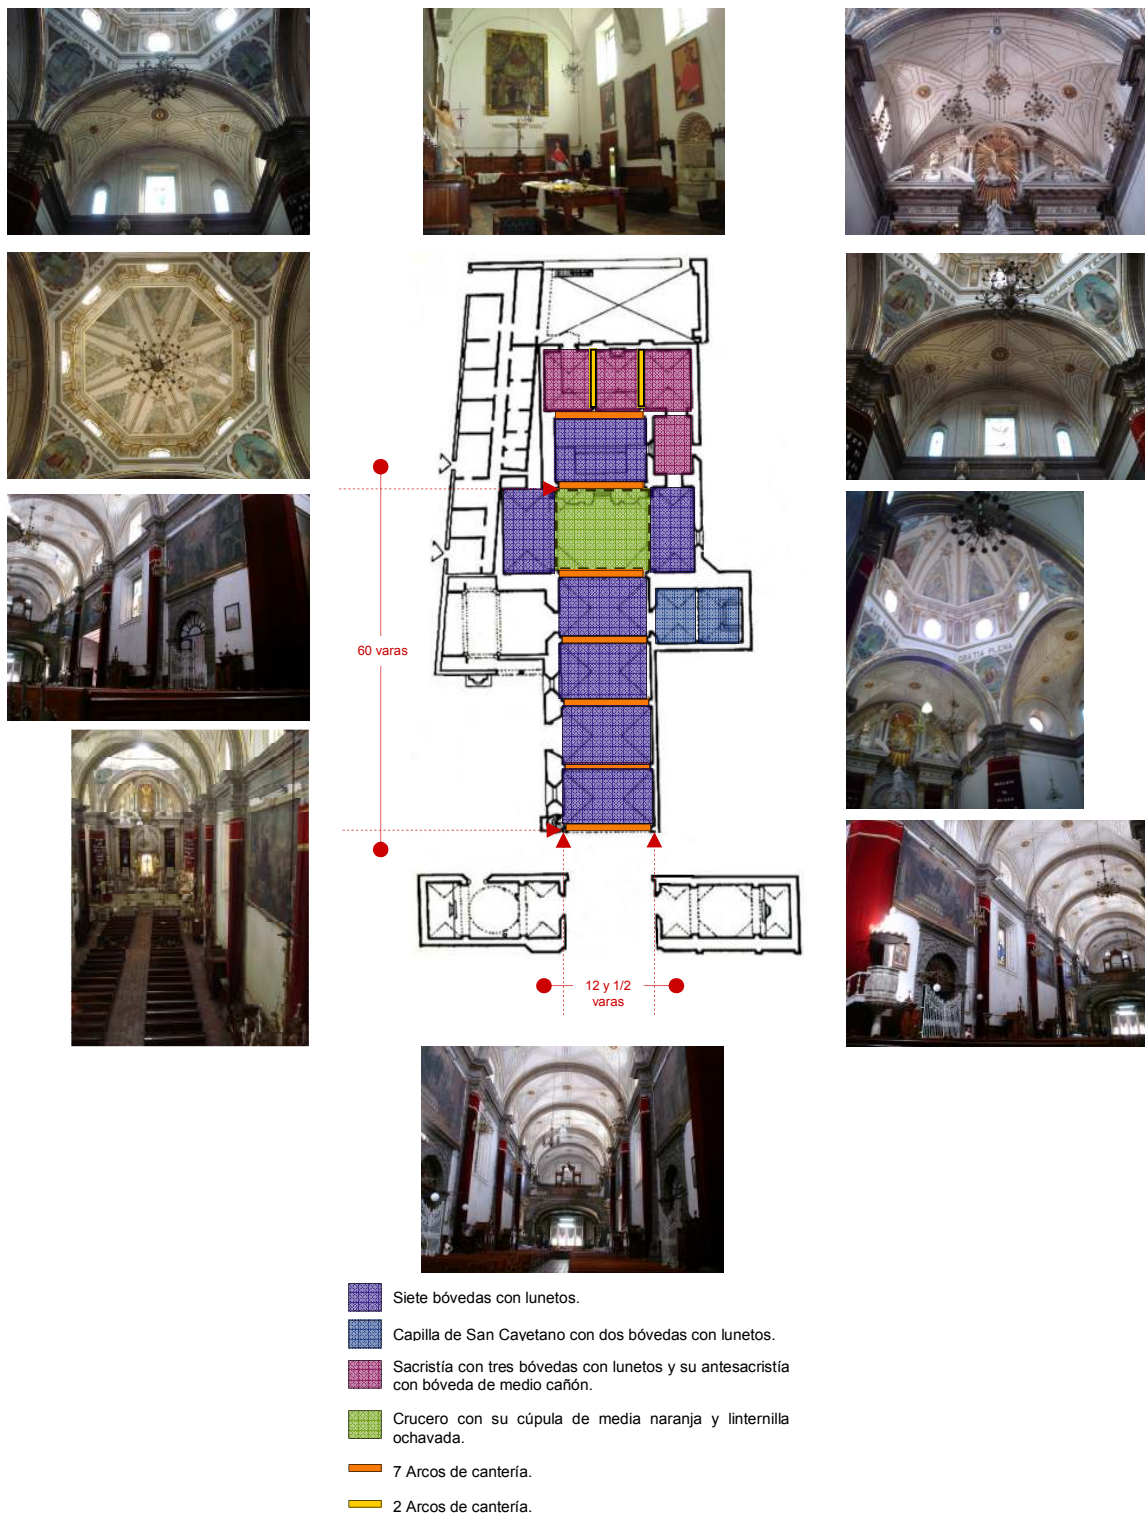 AVE MARIA
60 varas
GRATIA PLENA
12 y 1/2
varas
Siete bóvedas con lunetos.
Capilla de San Cayetano con dos bóvedas con lunetos.
Sacristía con tres bóvedas con lunetos y su antesacristía
con bóveda de medio cañón.
Crucero con su cúpula de media naranja y linternilla
ochavada.
7 Arcos de cantería.
2 Arcos de cantería.